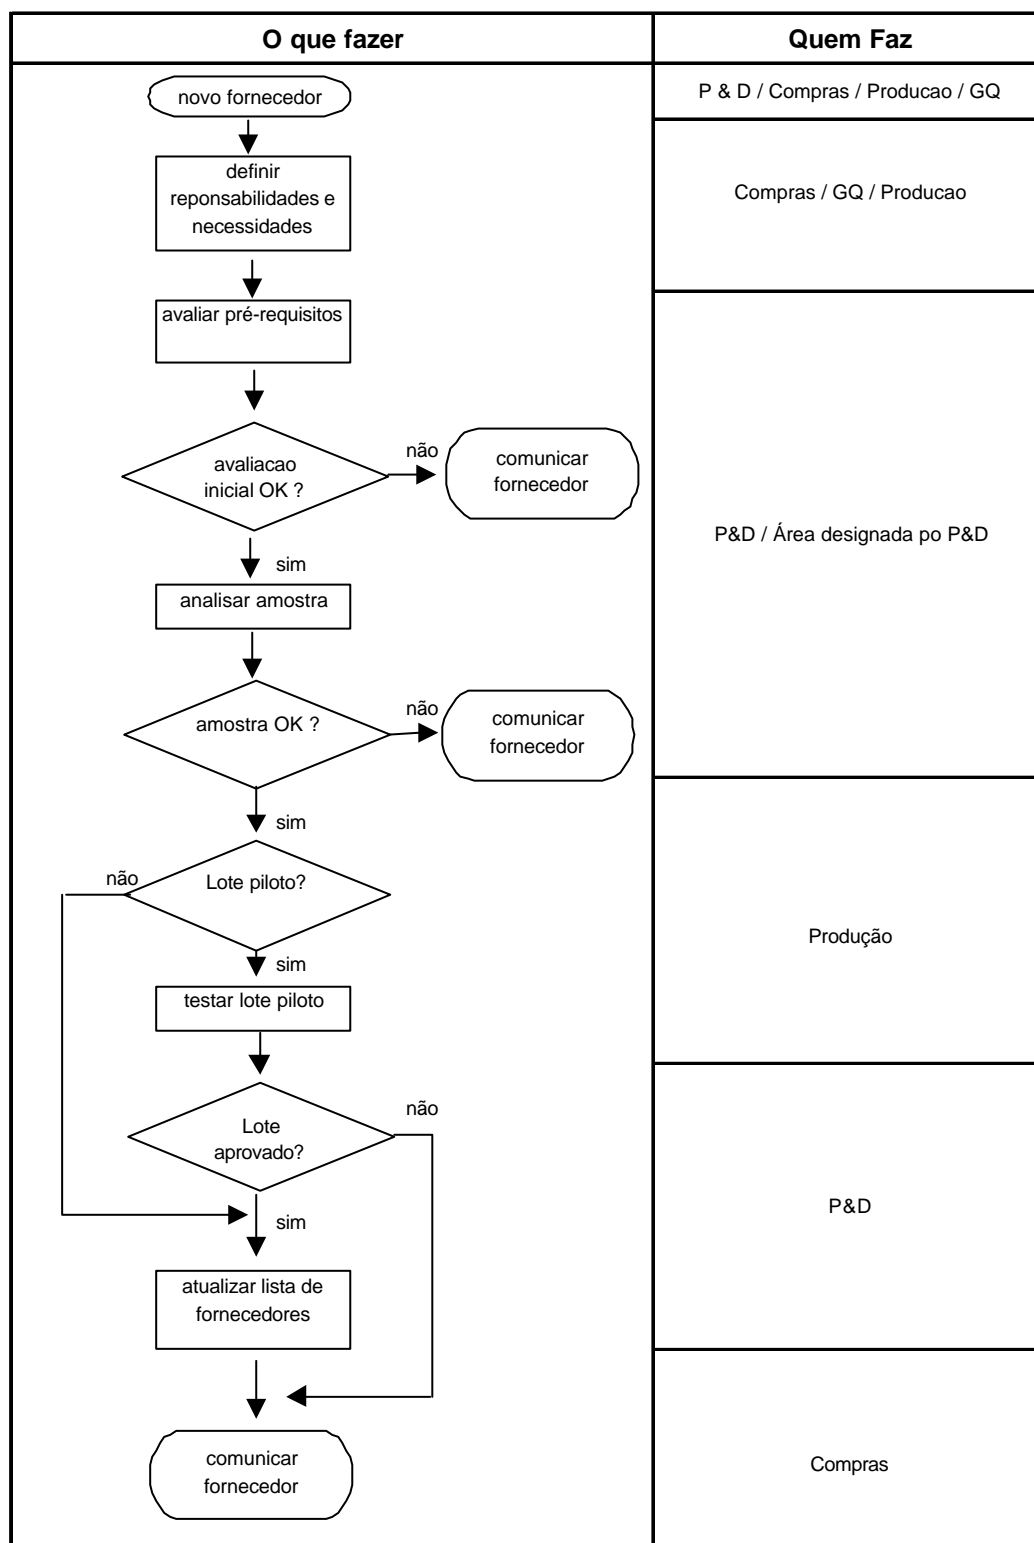 O que fazer
Quem Faz
novo fornecedor
P & D / Compras / Producao / GQ
definir
reponsabilidades e
necessidades
Compras / GQ / Producao
avaliar pré-requisitos
avaliacao
inicial OK ?
não
comunicar
fornecedor
P&D / Área designada po P&D
sim
analisar amostra
amostra OK ?
não
comunicar
fornecedor
sim
não
Lote piloto?
Produção
sim
testar lote piloto
Lote
aprovado?
não
P&D
sim
atualizar lista de
fornecedores
comunicar
fornecedor
Compras